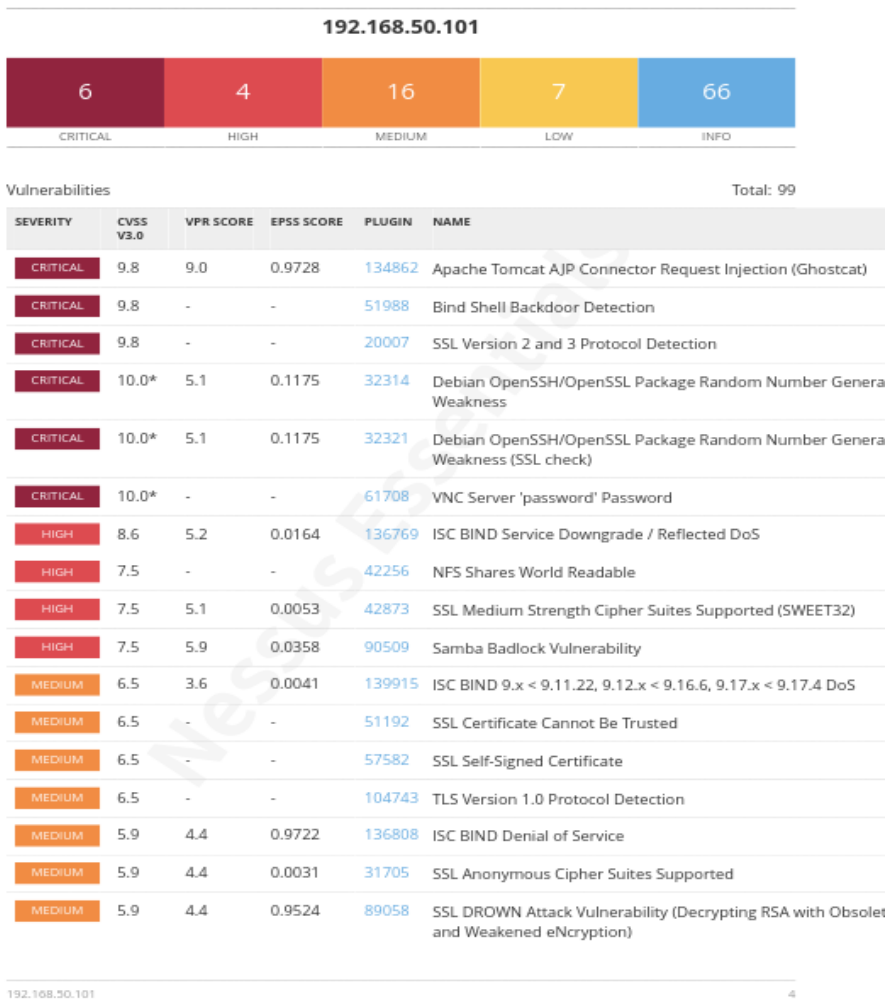 192.168.50.101
6 4 16 7 66
CRITICAL HIGH MEDIUM LOW INFO
Vulnerabilities Total: 99
SEVERITY CVSS V3.0 VPR SCORE EPSS SCORE PLUGIN NAME
CRITICAL 9.8 9.0 0.9728 134862 Apache Tomcat AJP Connector Request Injection (Ghostcat)
CRITICAL 9.8 - - 51988 Bind Shell Backdoor Detection
CRITICAL 9.8 - - 20007 SSL Version 2 and 3 Protocol Detection
CRITICAL 10.0* 5.1 0.1175 32314 Debian OpenSSH/OpenSSL Package Random Number Genera
Weakness
CRITICAL 10.0* 5.1 0.1175 32321 Debian OpenSSH/OpenSSL Package Random Number Genera
Weakness (SSL check)
CRITICAL 10.0* - - 61708 VNC Server 'password' Password
HIGH 8.6 5.2 0.0164 136769 ISC BIND Service Downgrade / Reflected DoS
HIGH 7.5 - - 42256 NFS Shares World Readable
HIGH 7.5 5.1 0.0053 42873 SSL Medium Strength Cipher Suites Supported (SWEET32)
HIGH 7.5 5.9 0.0358 90509 Samba Badlock Vulnerability
MEDIUM 6.5 3.6 0.0041 139915 ISC BIND 9.x < 9.11.22, 9.12.x < 9.16.6, 9.17.x < 9.17.4 DoS
MEDIUM 6.5 - - 51192 SSL Certificate Cannot Be Trusted
MEDIUM 6.5 - - 57582 SSL Self-Signed Certificate
MEDIUM 6.5 - - 104743 TLS Version 1.0 Protocol Detection
MEDIUM 5.9 4.4 0.9722 136808 ISC BIND Denial of Service
MEDIUM 5.9 4.4 0.0031 31705 SSL Anonymous Cipher Suites Supported
MEDIUM 5.9 4.4 0.9524 89058 SSL DROWN Attack Vulnerability (Decrypting RSA with Obsolet
and Weakened eNcryption)
Nessus Essentials
192.168.50.101 4